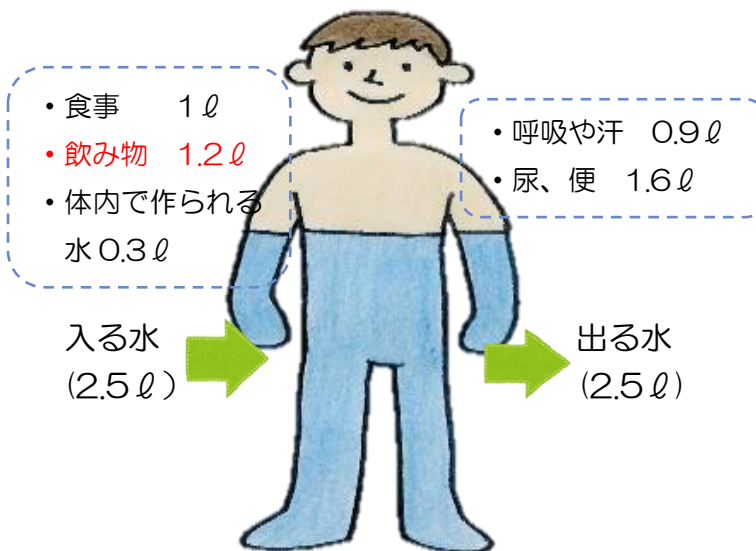 ・食事　　1ℓ
・飲み物　1.2ℓ
・体内で作られる
水0.3ℓ
・呼吸や汗　0.9ℓ
・尿、便　1.6ℓ
入る水
(2.5ℓ)
出る水
(2.5ℓ)